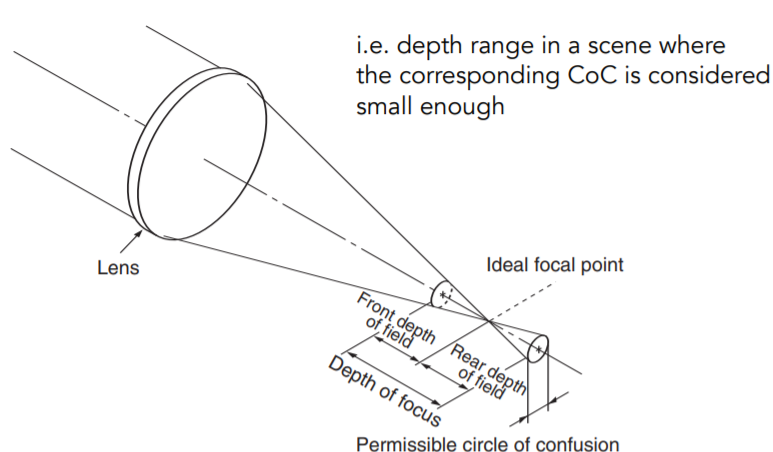 i.e. depth range in a scene where
the corresponding CoC is considered
small enough
Lens
Ideal focal point
Front depth
of field
Rear depth
of field
Depth of focus
Permissible circle of confusion